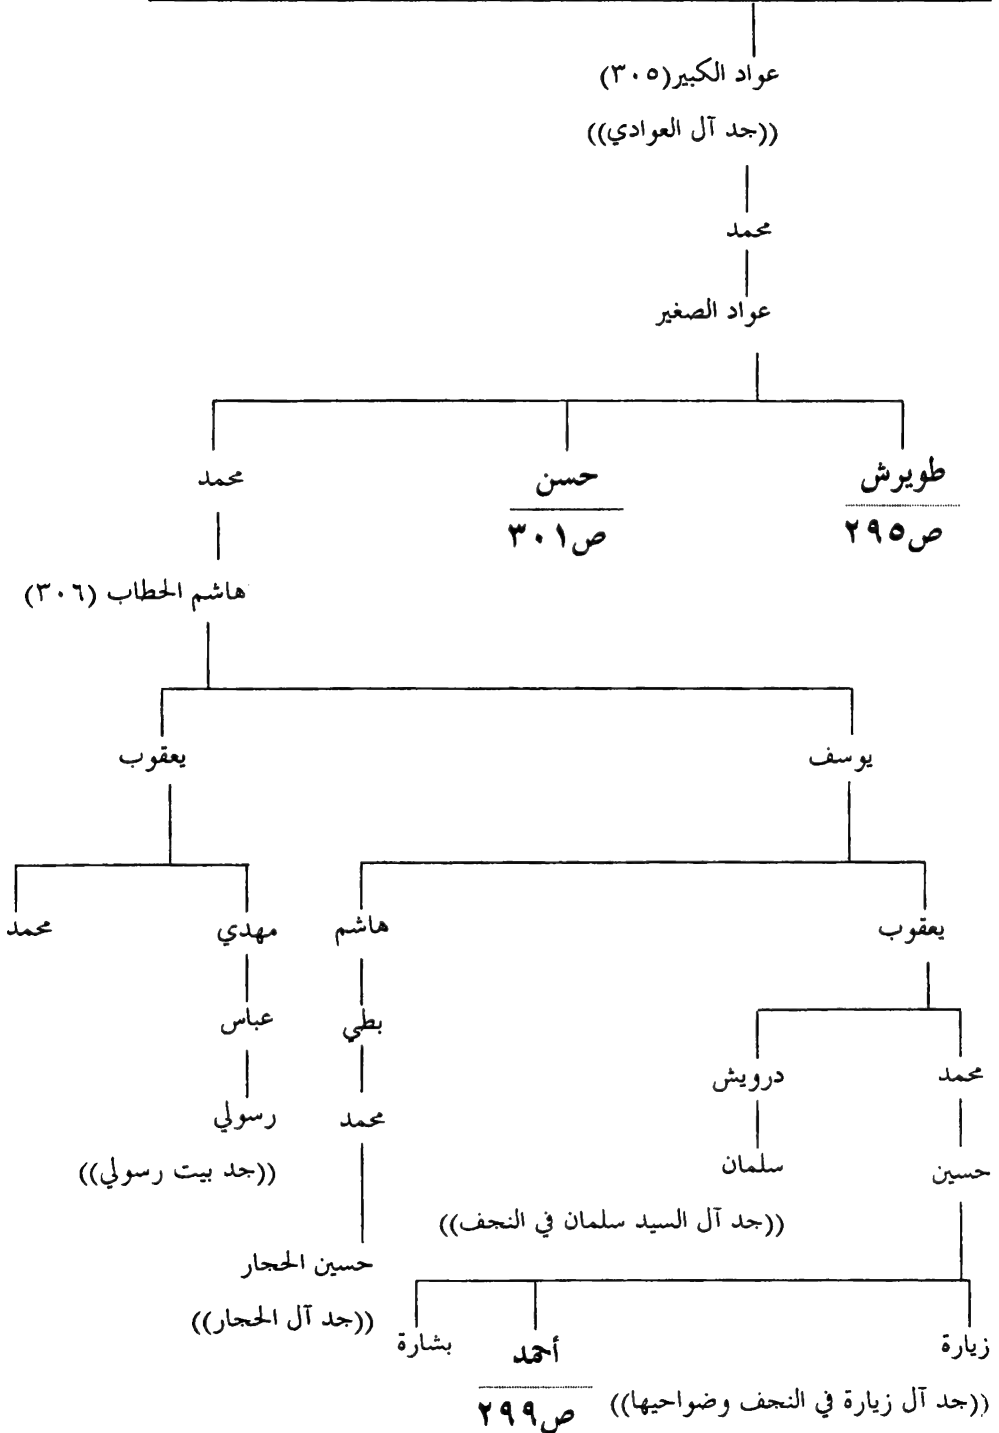 عواد الكبير(٣٠٥)
((جد آل العوادي))
محمد
عواد الصغير
طويرش
ص٢٩٥
حسن
ص٣٠١
محمد
هاشم الحطاب (٣٠٦)
يوسف
يعقوب
يعقوب
هاشم
مهدي
محمد
بطي
عباس
محمد
درويش
محمد
رسولي
حسين
سلمان
((جد بيت رسولي))
((جد آل السيد سلمان في النجف))
حسين الحجار
((جد آل الحجار))
زيارة
أحمد
بشارة
((جد آل زيارة في النجف وضواحيها))
ص٢٩٩